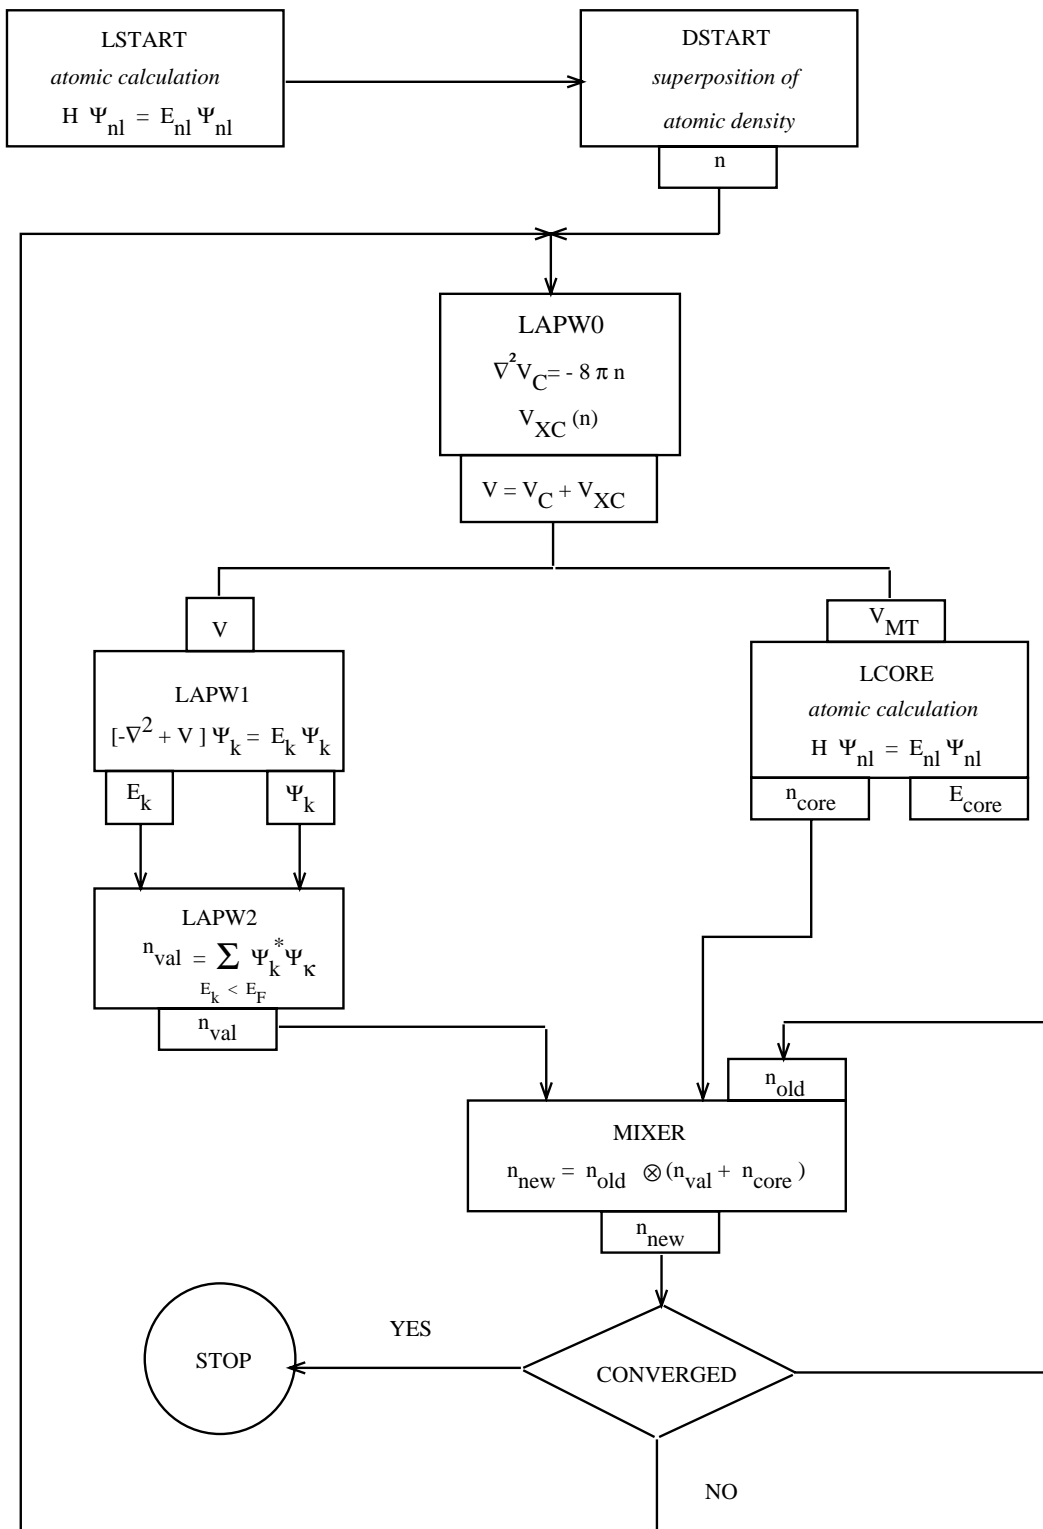 LSTART
atomic calculation
H Ψnl = Enl Ψnl
DSTART
superposition of
atomic density
n
LAPW0
∇²VC = - 8 π n
VXC (n)
V = VC + VXC
V
LAPW1
[-∇² + V ] Ψk = Ek Ψk
Ek
Ψk
VMT
LCORE
atomic calculation
H Ψnl = Enl Ψnl
ncore
Ecore
LAPW2
nval = Σ Ψk* Ψκ
Ek < EF
nval
nold
MIXER
nnew = nold ⊗ (nval + ncore )
nnew
YES
STOP
CONVERGED
NO